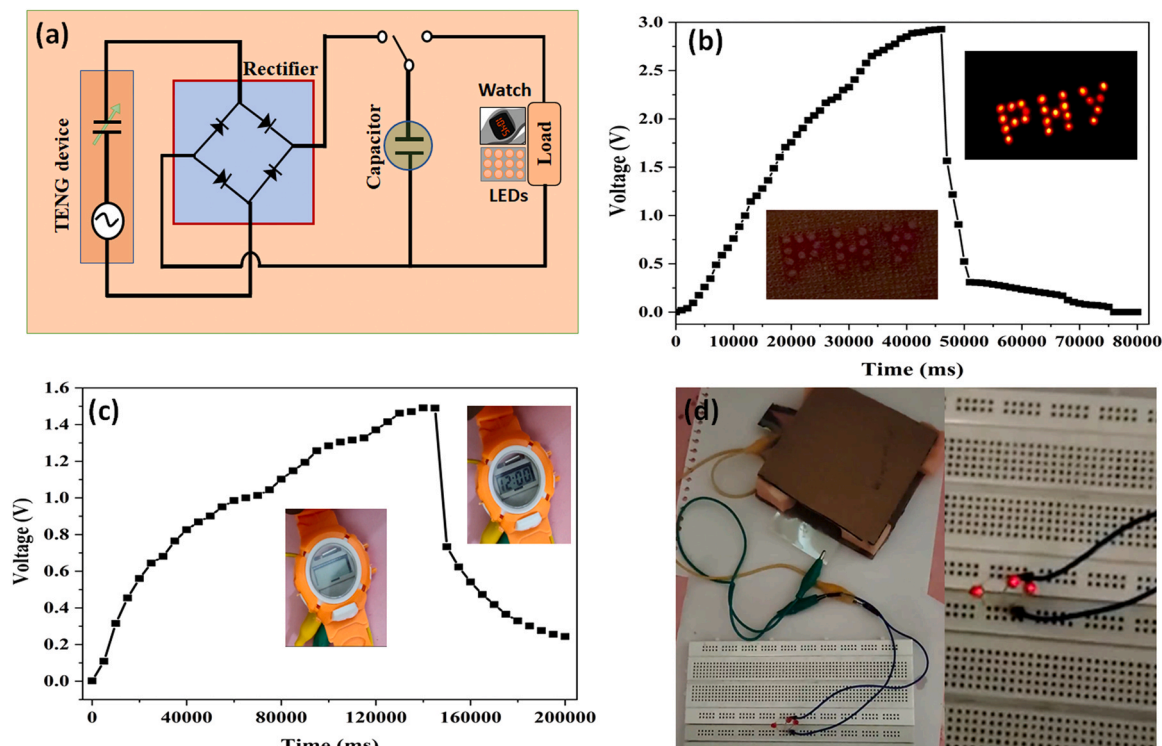 (a)
TENG device
Rectifier
Capacitor
Watch
LEDs
Load
(b)
Voltage (V)
3.0
2.5
2.0
1.5
1.0
0.5
0.0
0 10000 20000 30000 40000 50000 60000 70000 80000
Time (ms)
PHY
PHY
(c)
Voltage (V)
1.6
1.4
1.2
1.0
0.8
0.6
0.4
0.2
0.0
0 40000 80000 120000 160000 200000
Time (ms)
12:00
(d)